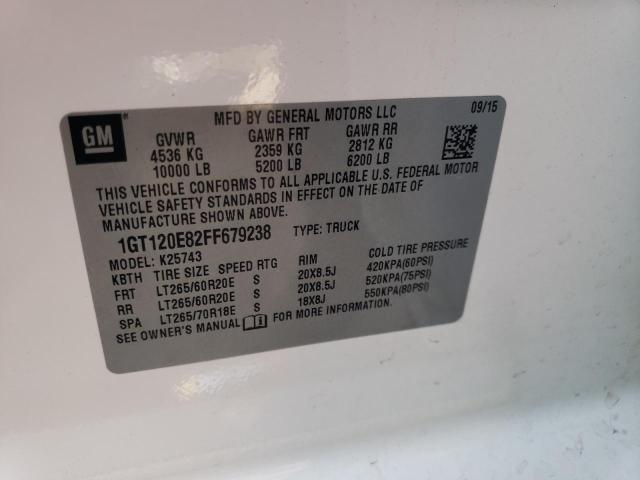 GM
MFD BY GENERAL MOTORS LLC 09/15
GVWR GAWR FRT GAWR RR
4536 KG 2359 KG 2812 KG
10000 LB 5200 LB 6200 LB
THIS VEHICLE CONFORMS TO ALL APPLICABLE U.S. FEDERAL MOTOR
VEHICLE SAFETY STANDARDS IN EFFECT ON THE DATE OF
MANUFACTURE SHOWN ABOVE.
1GT120E82FF679238 TYPE: TRUCK
MODEL: K25743
KBTH TIRE SIZE SPEED RTG RIM COLD TIRE PRESSURE
FRT LT265/60R20E S 20X8.5J 420KPA(60PSI)
RR LT265/60R20E S 20X8.5J 520KPA(75PSI)
SPA LT265/70R18E S 18X8J 550KPA(80PSI)
SEE OWNER'S MANUAL FOR MORE INFORMATION.